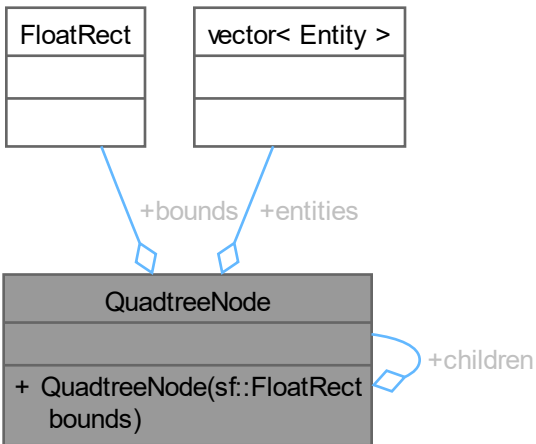 FloatRect
vector< Entity >
+bounds
+entities
QuadtreeNode
+children
+ QuadtreeNode(sf::FloatRect
bounds)